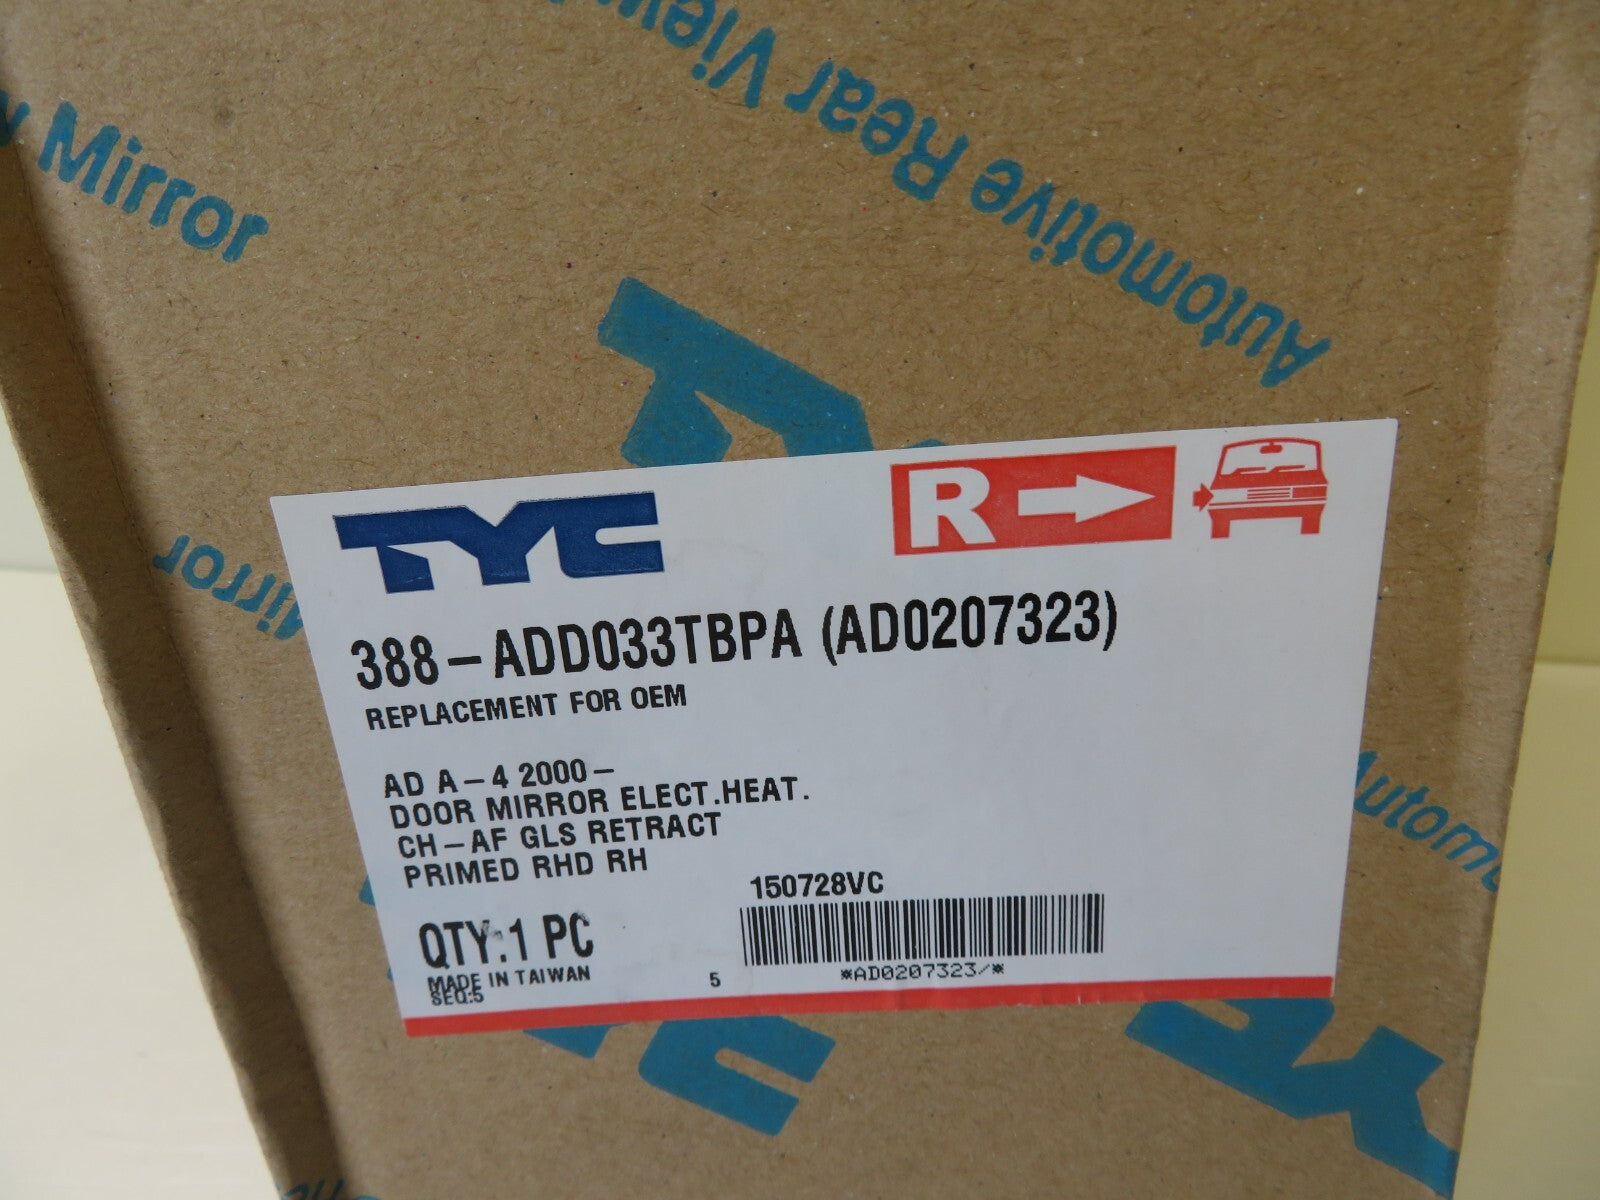 Automotive Rear View
Mirror
Mirror
TYC
R
388-ADD033TBPA (AD0207323)
REPLACEMENT FOR OEM
AD A-4 2000-
DOOR MIRROR ELECT.HEAT.
CH-AF GLS RETRACT
PRIMED RHD RH
150728VC
QTY:1 PC
MADE IN TAIWAN
SEQ:5
5
*AD0207323/*